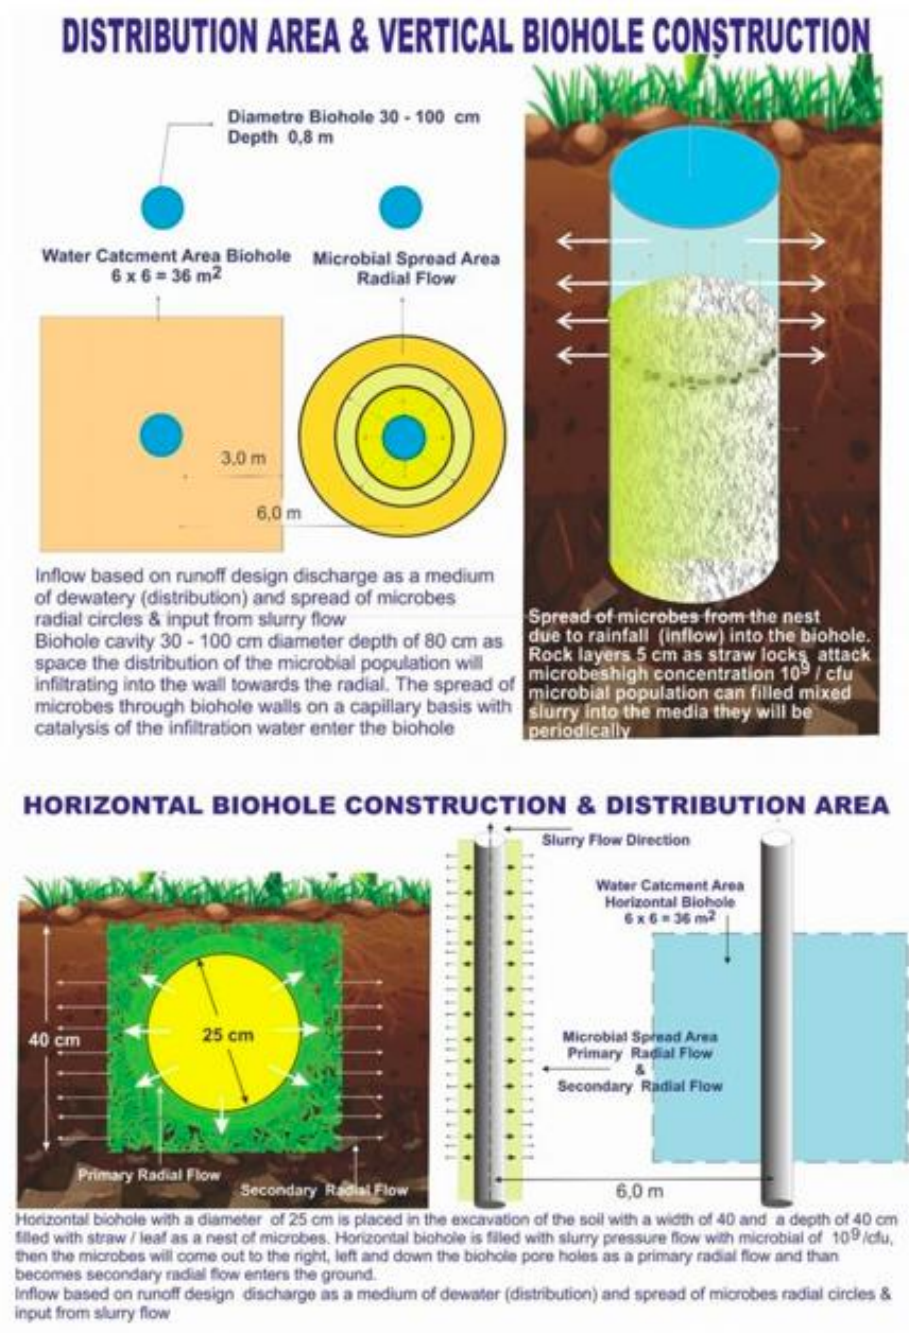 DISTRIBUTION AREA & VERTICAL BIOHOLE CONSTRUCTION
Diametre Biohole 30 - 100 cm
Depth 0,8 m
Water Catcment Area Biohole
6 x 6 = 36 m2
Microbial Spread Area
Radial Flow
3,0 m
6,0 m
Inflow based on runoff design discharge as a medium
of dewatery (distribution) and spread of microbes
radial circles & input from slurry flow
Biohole cavity 30 - 100 cm diameter depth of 80 cm as
space the distribution of the microbial population will
infiltrating into the wall towards the radial. The spread of
microbes through biohole walls on a capillary basis with
catalysis of the infiltration water enter the biohole
Spread of microbes from the nest
due to rainfall (inflow) into the biohole.
Rock layers 5 cm as straw locks, attack
microbeshigh concentration 109 / cfu
microbial population can filled mixed
slurry into the media they will be
periodically
HORIZONTAL BIOHOLE CONSTRUCTION & DISTRIBUTION AREA
Slurry Flow Direction
Water Catcment Area
Horizontal Biohole
6 x 6 = 36 m2
40 cm
25 cm
Microbial Spread Area
Primary Radial Flow
&
Secondary Radial Flow
Primary Radial Flow
Secondary Radial Flow
6,0 m
Horizontal biohole with a diameter of 25 cm is placed in the excavation of the soil with a width of 40 and a depth of 40 cm
filled with straw / leaf as a nest of microbes. Horizontal biohole is filled with slurry pressure flow with microbial of 109 /cfu,
then the microbes will come out to the right, left and down the biohole pore holes as a primary radial flow and than
becomes secondary radial flow enters the ground.
Inflow based on runoff design discharge as a medium of dewater (distribution) and spread of microbes radial circles &
input from slurry flow